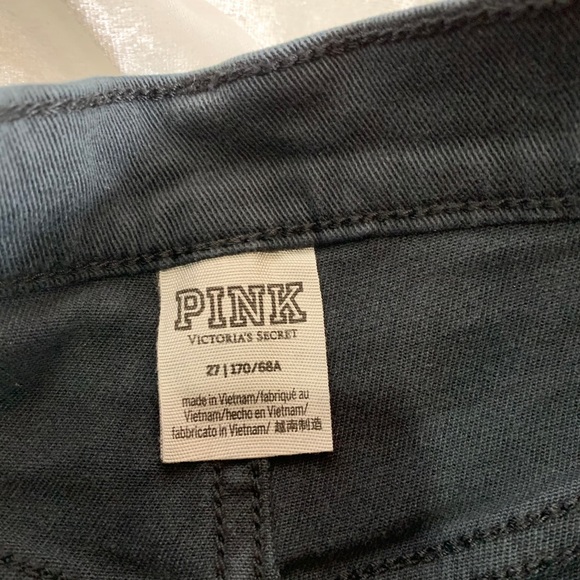 PINK
VICTORIA'S SECRET
27 | 170/68A
made in Vietnam/fabriqué au
Vietnam/hecho en Vietnam/
fabbricato in Vietnam/ 越南制造